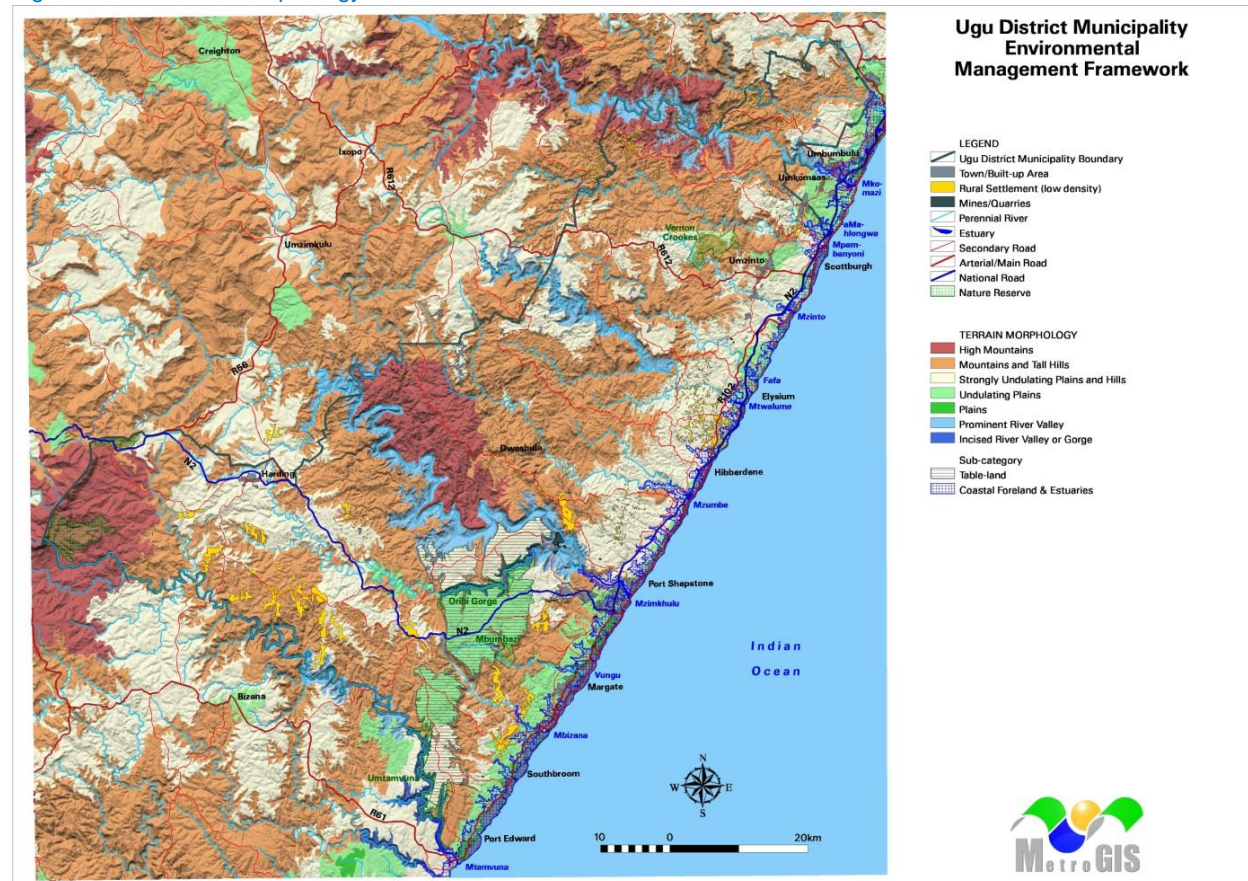 Ugu District Municipality
Environmental
Management Framework
LEGEND
Ugu District Municipality Boundary
Town/Built-up Area
Rural Settlement (low density)
Mines/Quarries
Perennial River
Estuary
Secondary Road
Arterial/Main Road
National Road
Nature Reserve
TERRAIN MORPHOLOGY
High Mountains
Mountains and Tall Hills
Strongly Undulating Plains and Hills
Undulating Plains
Plains
Prominent River Valley
Incised River Valley or Gorge
Sub-category
Table-land
Coastal Foreland & Estuaries
Creighton
Ixopo
R612
Umbumbulu
Umkomaas
Mko-
mazi
aMa-
hlongwa
Mpam-
banyoni
Vernon
Crookes
Umzinto
R612
Scottburgh
Umzimkulu
N2
Mzinto
R56
Fafa
R102
Elysium
Mtwalume
Dweshula
N2
Harding
Hibberdene
Mzumbe
Port Shepstone
Mzimkhulu
Oribi Gorge
N2
Mbumbazi
Indian
Ocean
Vungu
Margate
Bizana
Mbizana
Umtamvuna
Southbroom
R61
Port Edward
Mtamvuna
N
W E
S
10 0 20km
MetroGIS